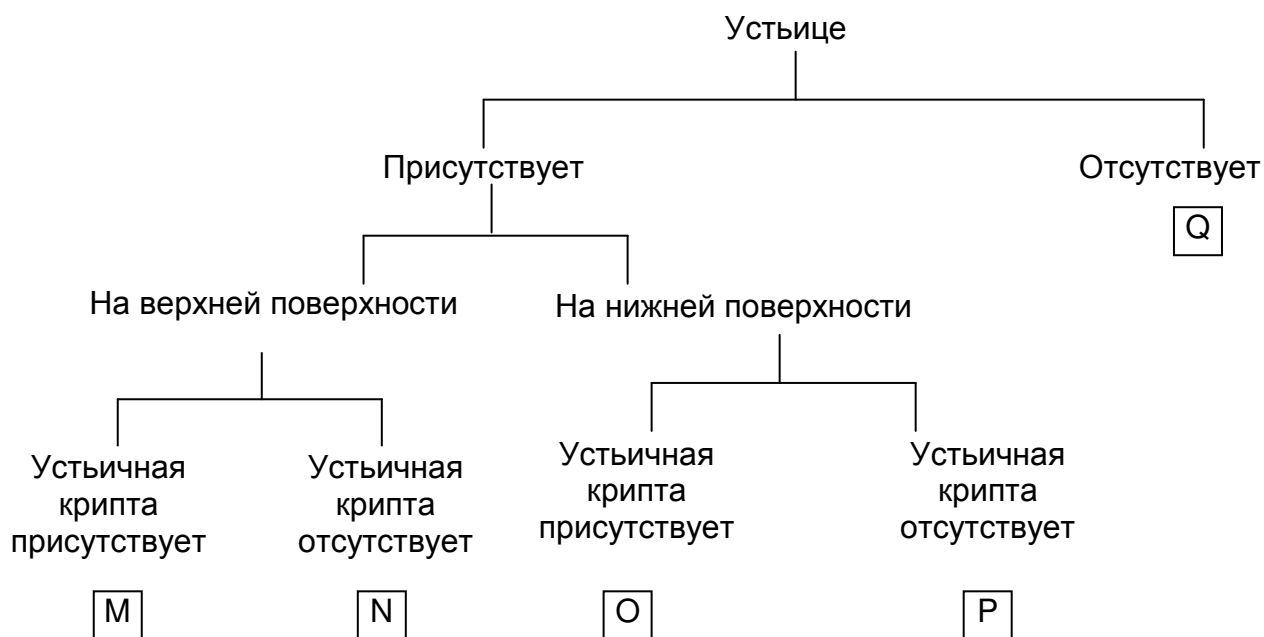 Устьице
Присутствует
Отсутствует
Q
На верхней поверхности
На нижней поверхности
Устьичная
крипта
присутствует
Устьичная
крипта
отсутствует
Устьичная
крипта
присутствует
Устьичная
крипта
отсутствует
M
N
O
P